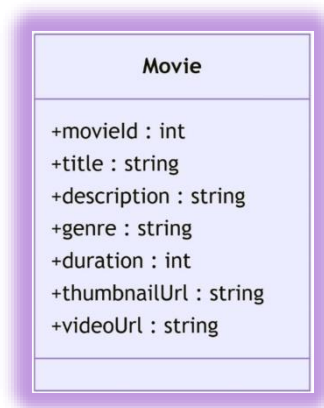 Movie
+movieId : int
+title : string
+description : string
+genre : string
+duration : int
+thumbnailUrl : string
+videoUrl : string